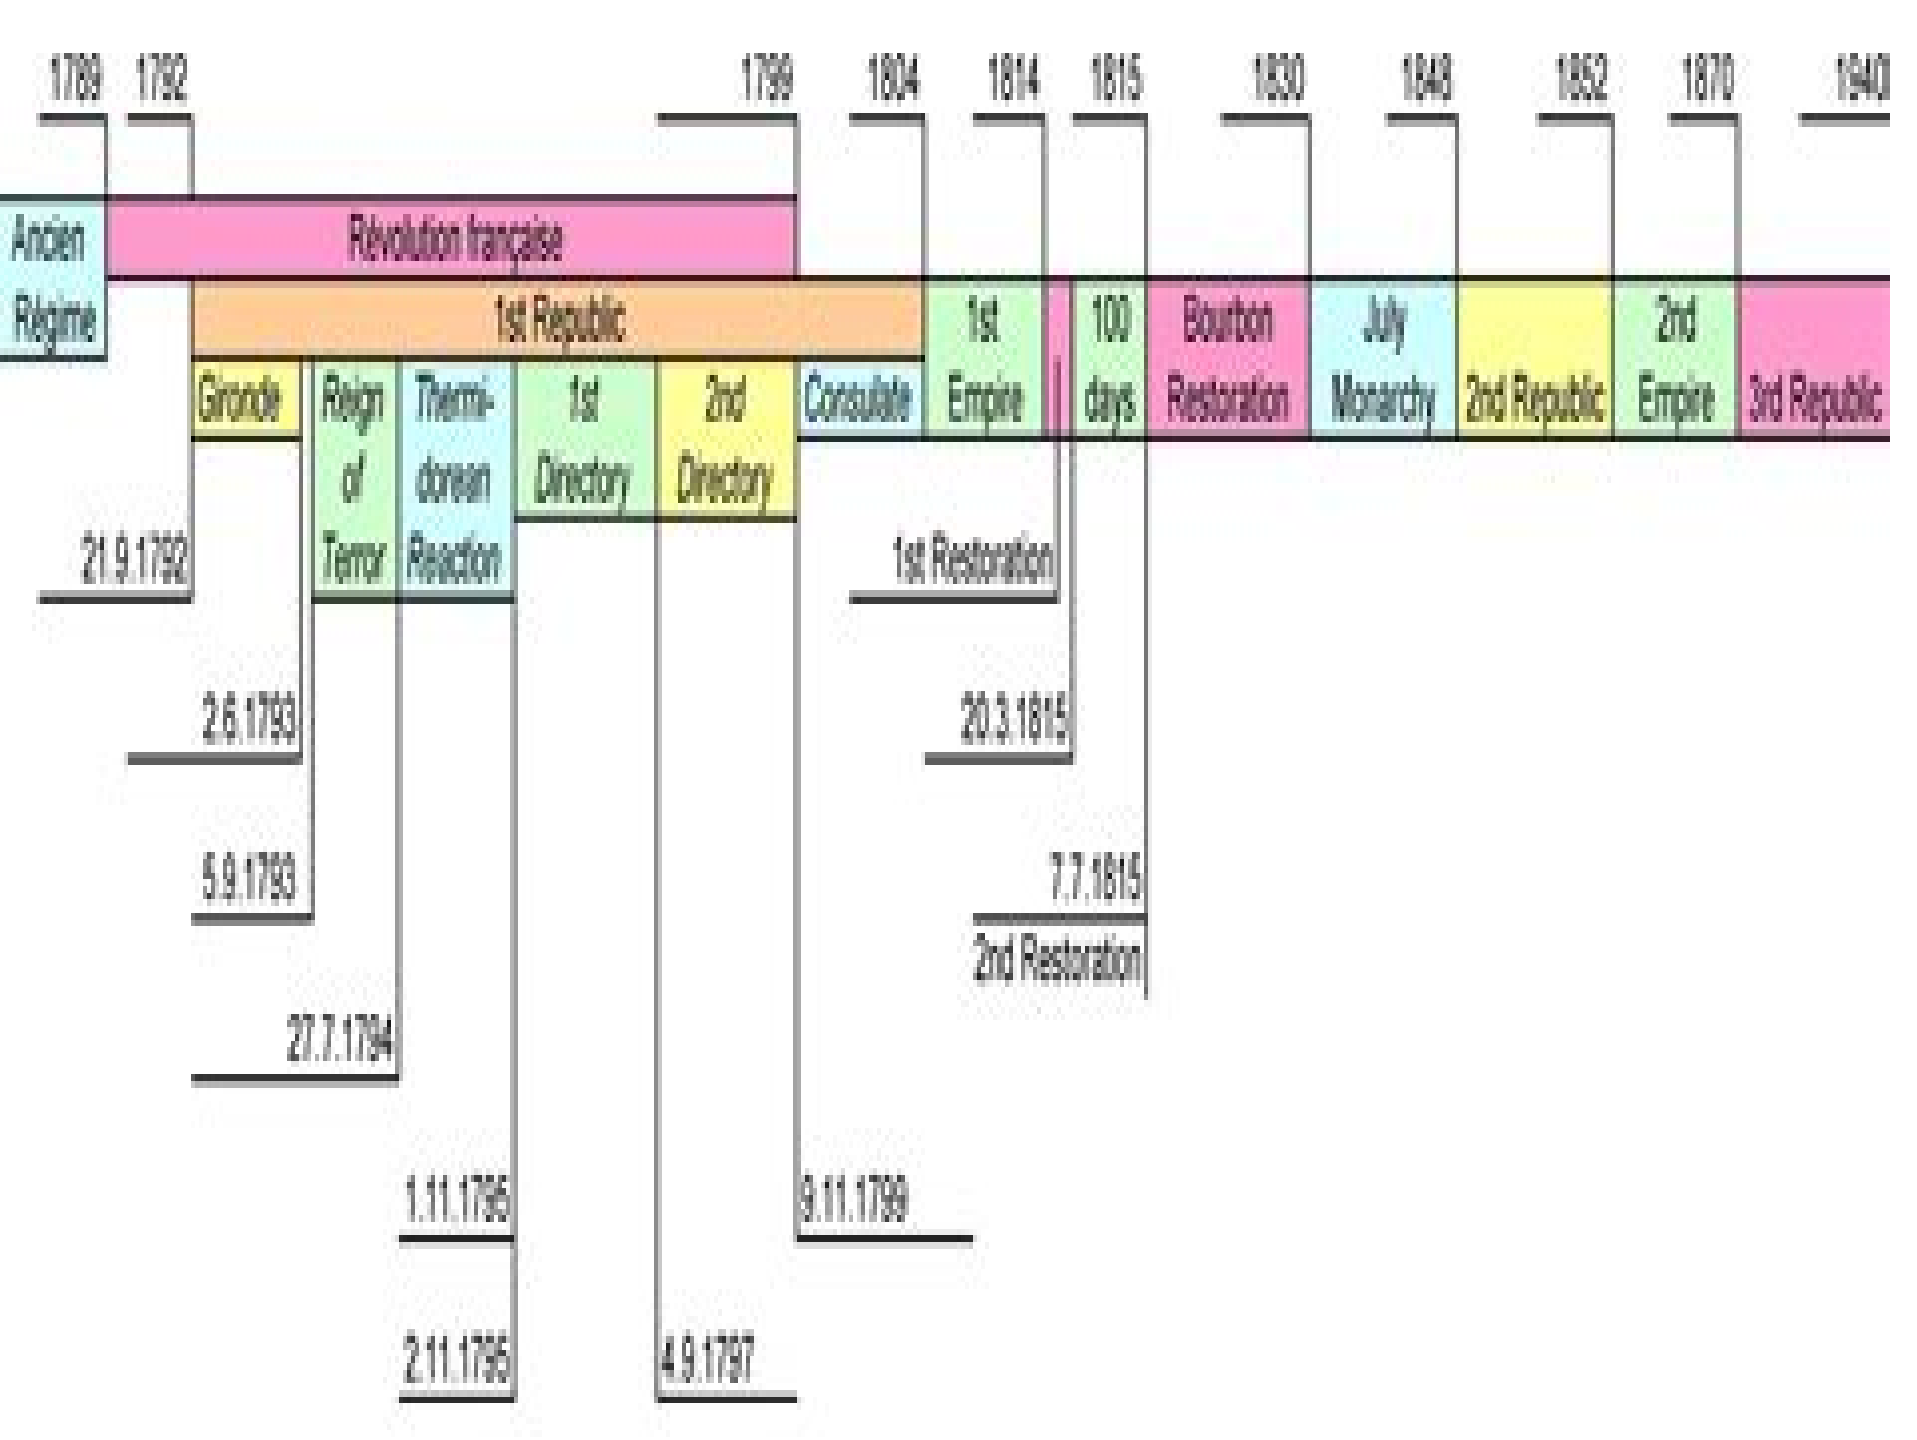 1789 1792 1799 1804 1814 1815 1830 1848 1852 1870 1940
Ancien
Régime
Révolution française
1st Republic
Gironde
Reign
of
Terror
Thermi-
dorean
Reaction
1st
Directory
2nd
Directory
Consulate
1st
Empire
100
days
Bourbon
Restoration
July
Monarchy
2nd Republic
2nd
Empire
3rd Republic
21.9.1792
1st Restoration
2.6.1793
20.3.1815
5.9.1793
7.7.1815
2nd Restoration
27.7.1794
1.11.1795
9.11.1799
2.11.1795
4.9.1797